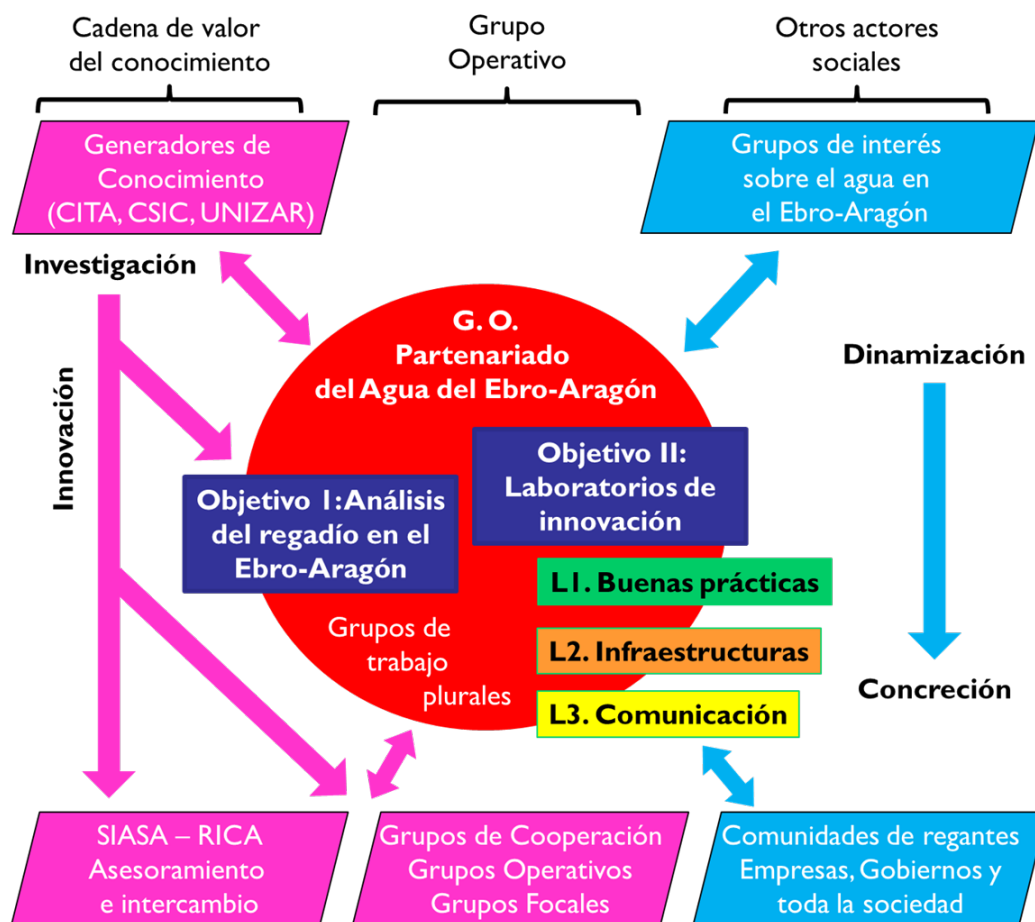 Cadena de valor
del conocimiento
Grupo
Operativo
Otros actores
sociales
Generadores de
Conocimiento
(CITA, CSIC, UNIZAR)
Grupos de interés
sobre el agua en
el Ebro-Aragón
Investigación
Innovación
G. O.
Partenariado
del Agua del Ebro-Aragón
Dinamización
Objetivo 1: Análisis
del regadío en el
Ebro-Aragón
Objetivo II:
Laboratorios de
innovación
L1. Buenas prácticas
L2. Infraestructuras
L3. Comunicación
Grupos de
trabajo
plurales
Concreción
SIASA – RICA
Asesoramiento
e intercambio
Grupos de Cooperación
Grupos Operativos
Grupos Focales
Comunidades de regantes
Empresas, Gobiernos y
toda la sociedad